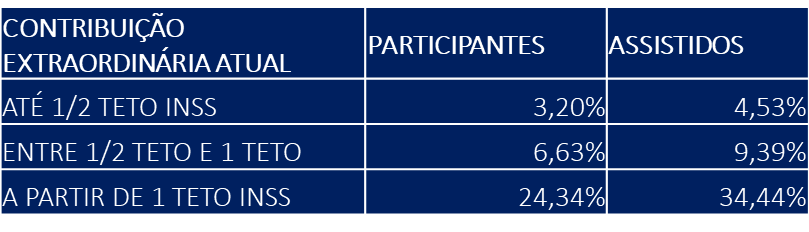 CONTRIBUIÇÃO
EXTRAORDINÁRIA ATUAL PARTICIPANTES ASSISTIDOS
ATÉ 1/2 TETO INSS 3,20% 4,53%
ENTRE 1/2 TETO E 1 TETO 6,63% 9,39%
A PARTIR DE 1 TETO INSS 24,34% 34,44%